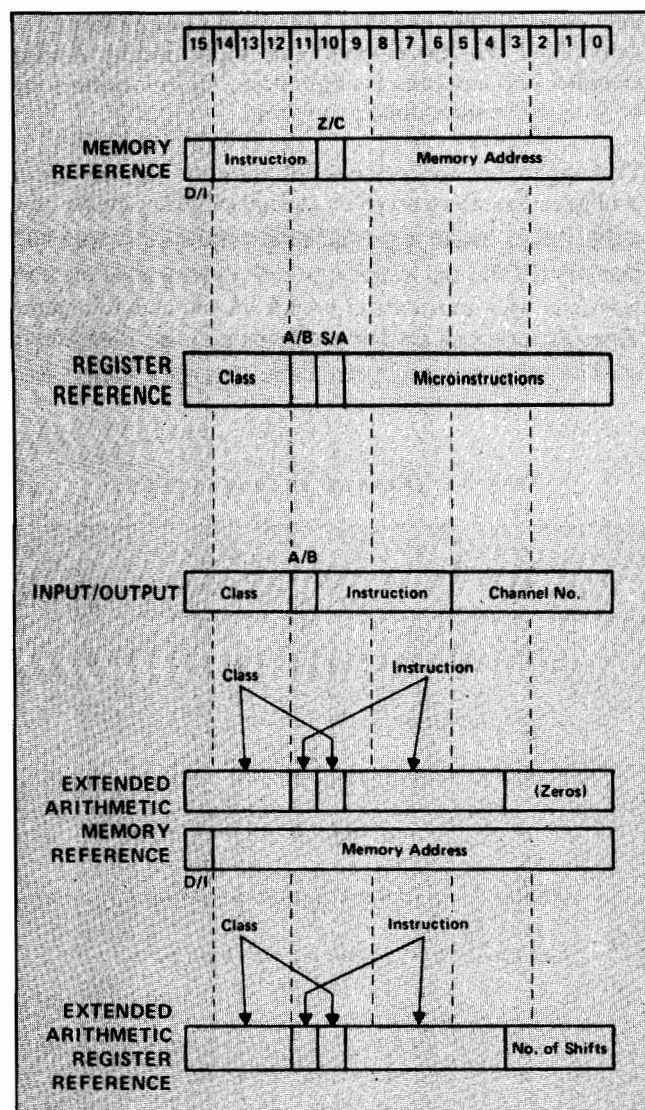 15 14 13 12 11 10 9 8 7 6 5 4 3 2 1 0
Z/C
MEMORY
REFERENCE
Instruction
Memory Address
D/I
A/B S/A
REGISTER
REFERENCE
Class
Microinstructions
A/B
INPUT/OUTPUT
Class
Instruction
Channel No.
Class
Instruction
EXTENDED
ARITHMETIC
MEMORY
REFERENCE
(Zeros)
Memory Address
D/I
Class
Instruction
EXTENDED
ARITHMETIC
REGISTER
REFERENCE
No. of Shifts